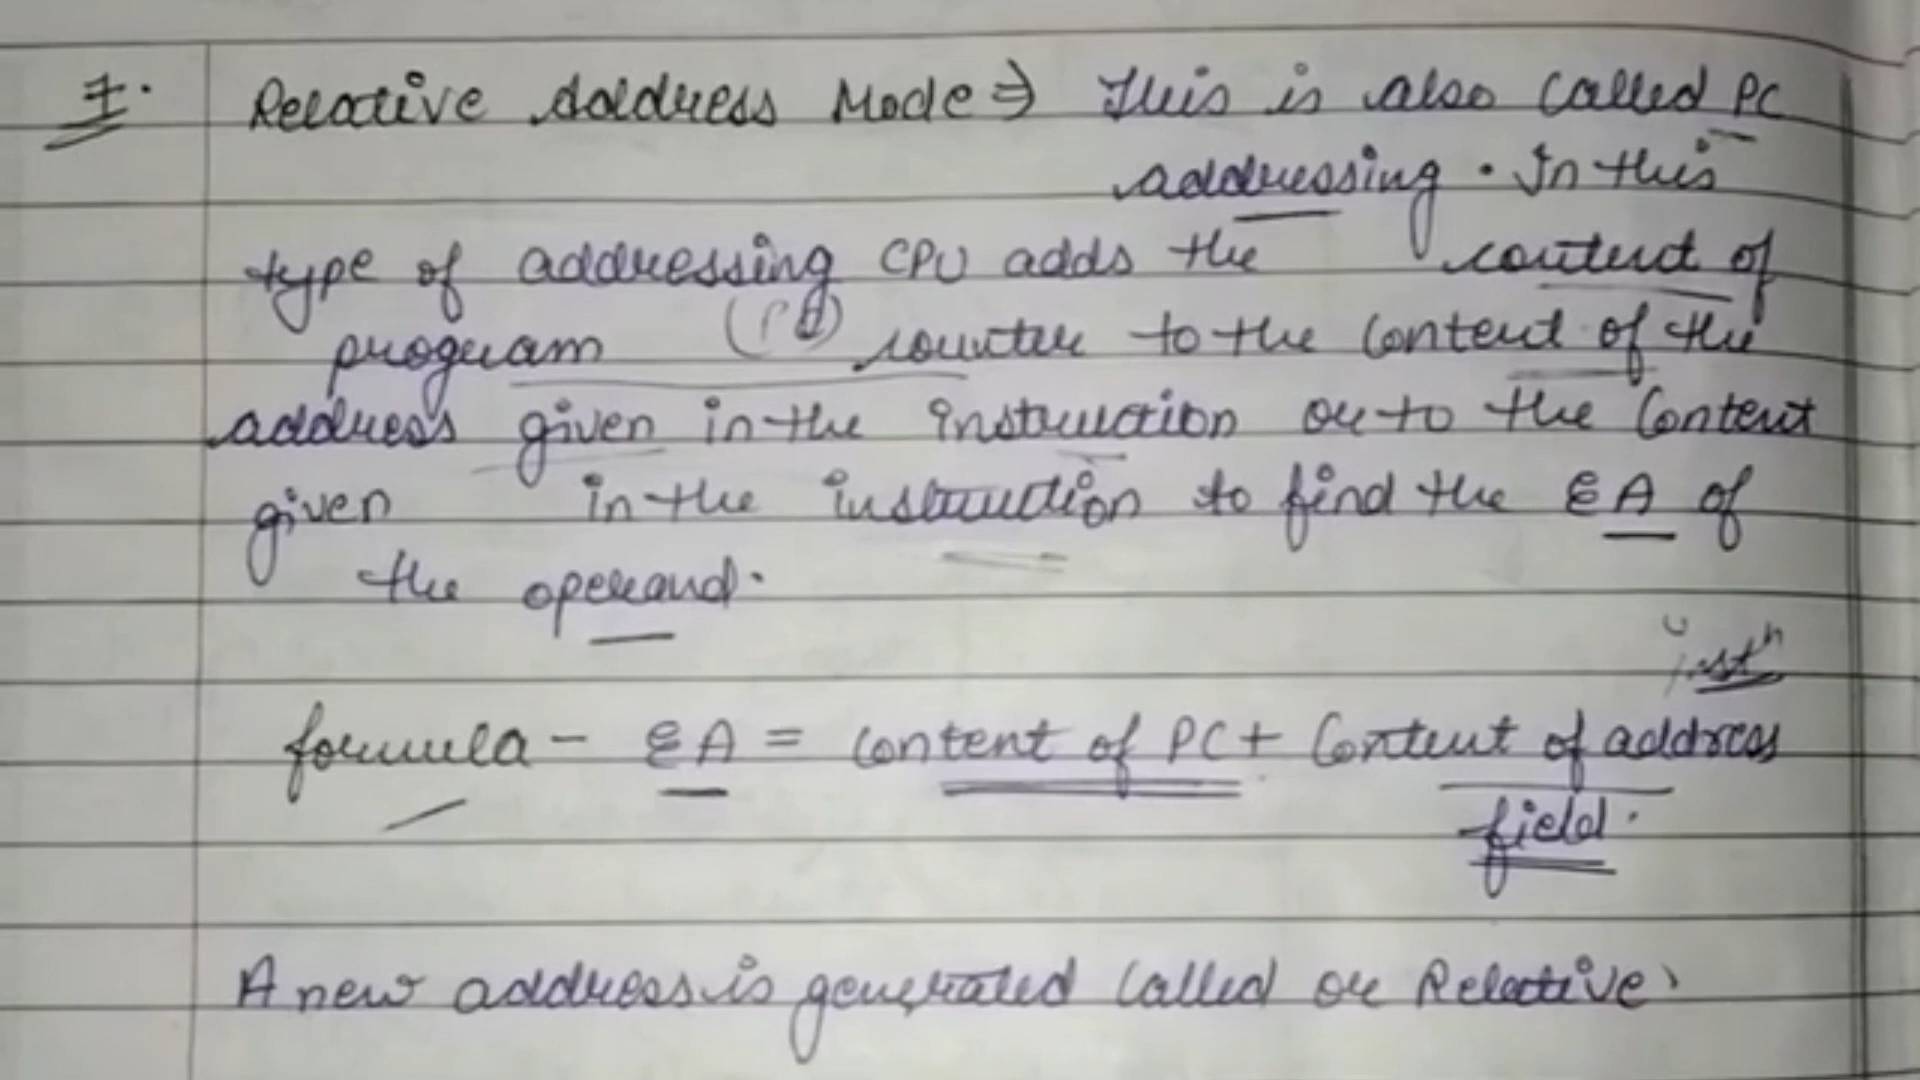 7. Relative Address Mode ⇒ This is also called PC
addressing. In this
type of addressing CPU adds the content of
program counter to the content of the
address given in the instruction or to the content
given in the instruction to find the EA of
the operand.
instn
formula - EA = content of PC + Content of address
field.
A new address is generated called or Relative